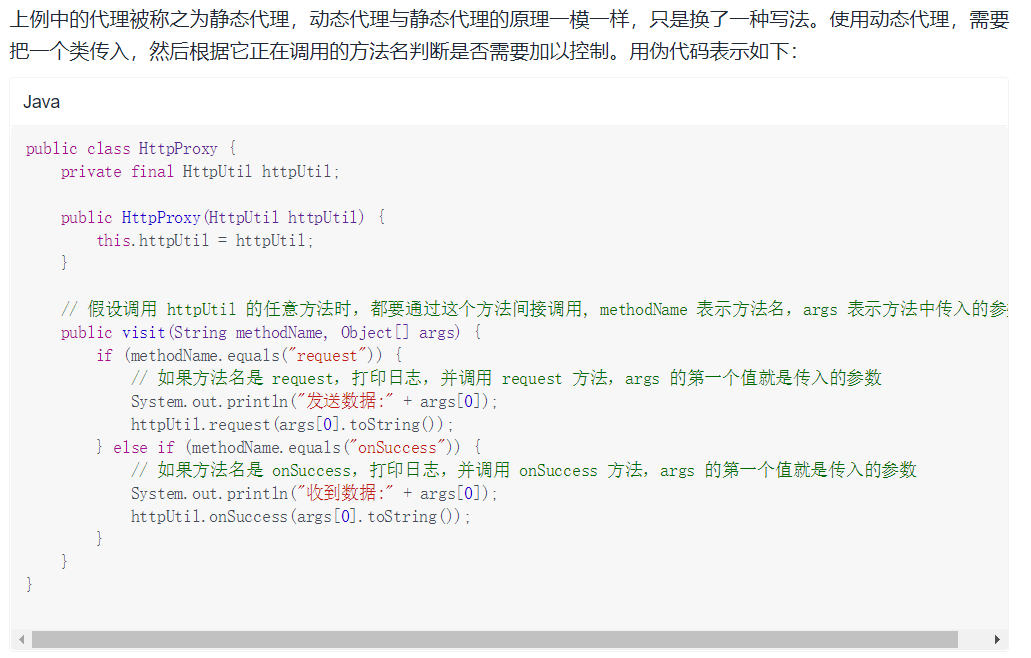 上例中的代理被称之为静态代理，动态代理与静态代理的原理一模一样，只是换了一种写法。使用动态代理，需要
把一个类传入，然后根据它正在调用的方法名判断是否需要加以控制。用伪代码表示如下：
Java
public class HttpProxy {
    private final HttpUtil httpUtil;
    public HttpProxy(HttpUtil httpUtil) {
        this.httpUtil = httpUtil;
    }
    // 假设调用 httpUtil 的任意方法时，都要通过这个方法间接调用, methodName 表示方法名，args 表示方法中传入的参
    public visit(String methodName, Object[] args) {
        if (methodName.equals("request")) {
            // 如果方法名是 request，打印日志，并调用 request 方法，args 的第一个值就是传入的参数
            System.out.println("发送数据:" + args[0]);
            httpUtil.request(args[0].toString());
        } else if (methodName.equals("onSuccess")) {
            // 如果方法名是 onSuccess，打印日志，并调用 onSuccess 方法，args 的第一个值就是传入的参数
            System.out.println("收到数据:" + args[0]);
            httpUtil.onSuccess(args[0].toString());
        }
    }
}